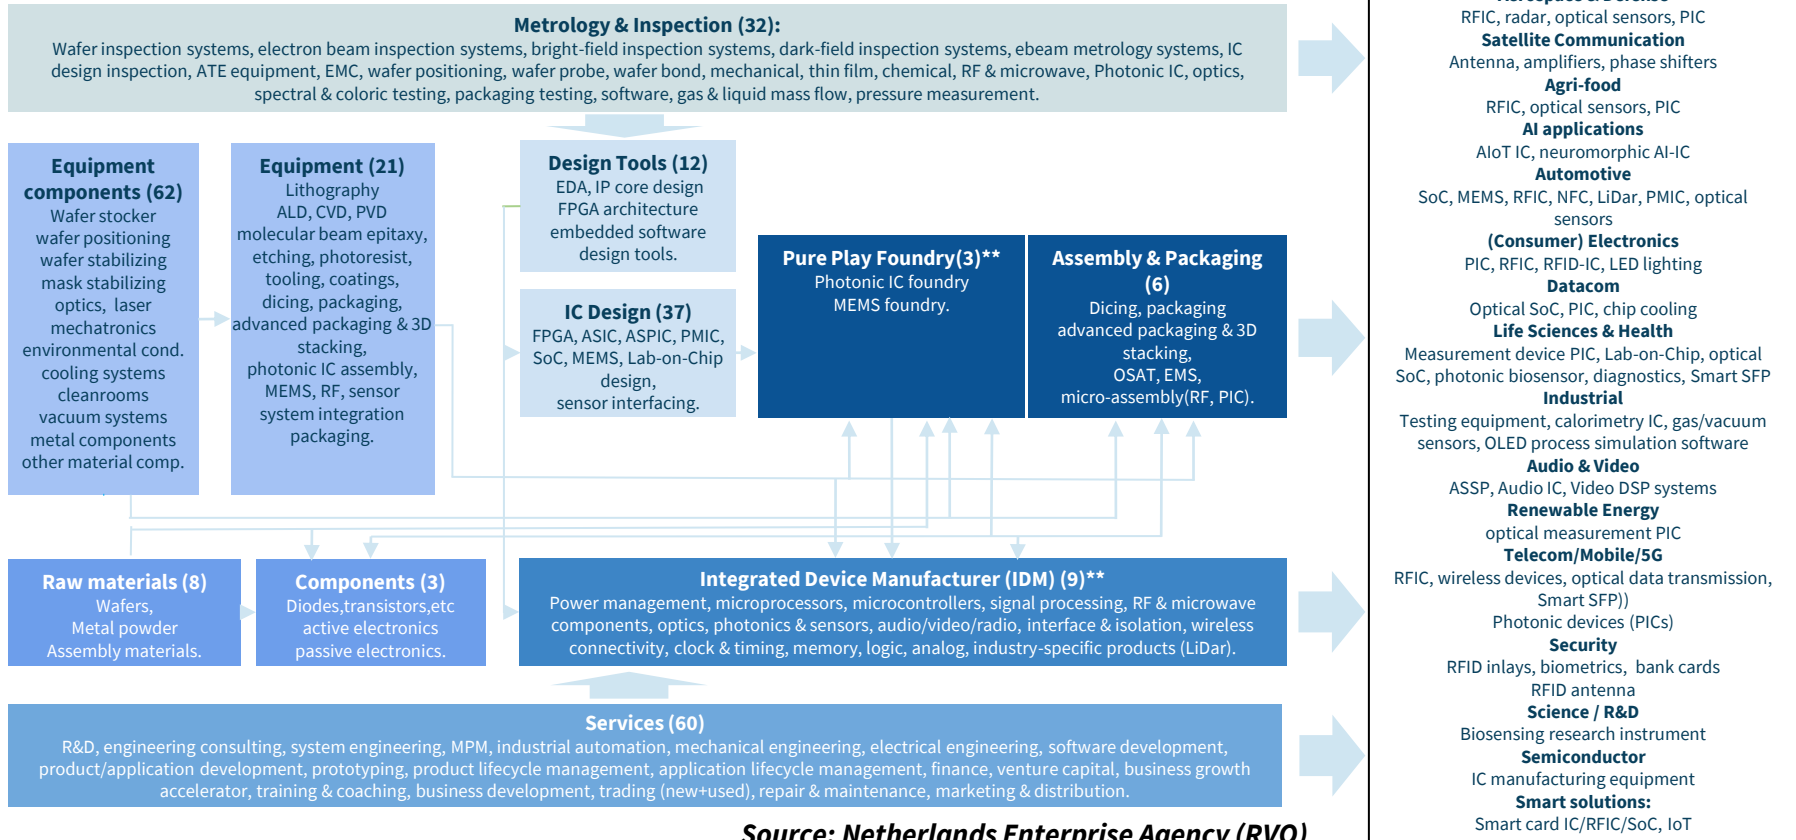 Metrology & Inspection (32):
Wafer inspection systems, electron beam inspection systems, bright-field inspection systems, dark-field inspection systems, ebeam metrology systems, IC
design inspection, ATE equipment, EMC, wafer positioning, wafer probe, wafer bond, mechanical, thin film, chemical, RF & microwave, Photonic IC, optics,
spectral & coloric testing, packaging testing, software, gas & liquid mass flow, pressure measurement.
Equipment
components (62)
Wafer stocker
wafer positioning
wafer stabilizing
mask stabilizing
optics, laser
mechatronics
environmental cond.
cooling systems
cleanrooms
vacuum systems
metal components
other material comp.
Equipment (21)
Lithography
ALD, CVD, PVD
molecular beam epitaxy,
etching, photoresist,
tooling, coatings,
dicing, packaging,
advanced packaging & 3D
stacking,
photonic IC assembly,
MEMS, RF, sensor
system integration
packaging.
Design Tools (12)
EDA, IP core design
FPGA architecture
embedded software
design tools.
IC Design (37)
FPGA, ASIC, ASPIC, PMIC,
SoC, MEMS, Lab-on-Chip
design,
sensor interfacing.
Pure Play Foundry(3)**
Photonic IC foundry
MEMS foundry.
Assembly & Packaging
(6)
Dicing, packaging
advanced packaging & 3D
stacking,
OSAT, EMS,
micro-assembly(RF, PIC).
Raw materials (8)
Wafers,
Metal powder
Assembly materials.
Components (3)
Diodes,transistors,etc
active electronics
passive electronics.
Integrated Device Manufacturer (IDM) (9)**
Power management, microprocessors, microcontrollers, signal processing, RF & microwave
components, optics, photonics & sensors, audio/video/radio, interface & isolation, wireless
connectivity, clock & timing, memory, logic, analog, industry-specific products (LiDar).
Services (60)
R&D, engineering consulting, system engineering, MPM, industrial automation, mechanical engineering, electrical engineering, software development,
product/application development, prototyping, product lifecycle management, application lifecycle management, finance, venture capital, business growth
accelerator, training & coaching, business development, trading (new+used), repair & maintenance, marketing & distribution.
Source: Netherlands Enterprise Agency (RVO)
Aerospace & Defense
RFIC, radar, optical sensors, PIC
Satellite Communication
Antenna, amplifiers, phase shifters
Agri-food
RFIC, optical sensors, PIC
AI applications
AIoT IC, neuromorphic AI-IC
Automotive
SoC, MEMS, RFIC, NFC, LiDar, PMIC, optical
sensors
(Consumer) Electronics
PIC, RFIC, RFID-IC, LED lighting
Datacom
Optical SoC, PIC, chip cooling
Life Sciences & Health
Measurement device PIC, Lab-on-Chip, optical
SoC, photonic biosensor, diagnostics, Smart SFP
Industrial
Testing equipment, calorimetry IC, gas/vacuum
sensors, OLED process simulation software
Audio & Video
ASSP, Audio IC, Video DSP systems
Renewable Energy
optical measurement PIC
Telecom/Mobile/5G
RFIC, wireless devices, optical data transmission,
Smart SFP))
Photonic devices (PICs)
Security
RFID inlays, biometrics, bank cards
RFID antenna
Science / R&D
Biosensing research instrument
Semiconductor
IC manufacturing equipment
Smart solutions:
Smart card IC/RFIC/SoC, IoT